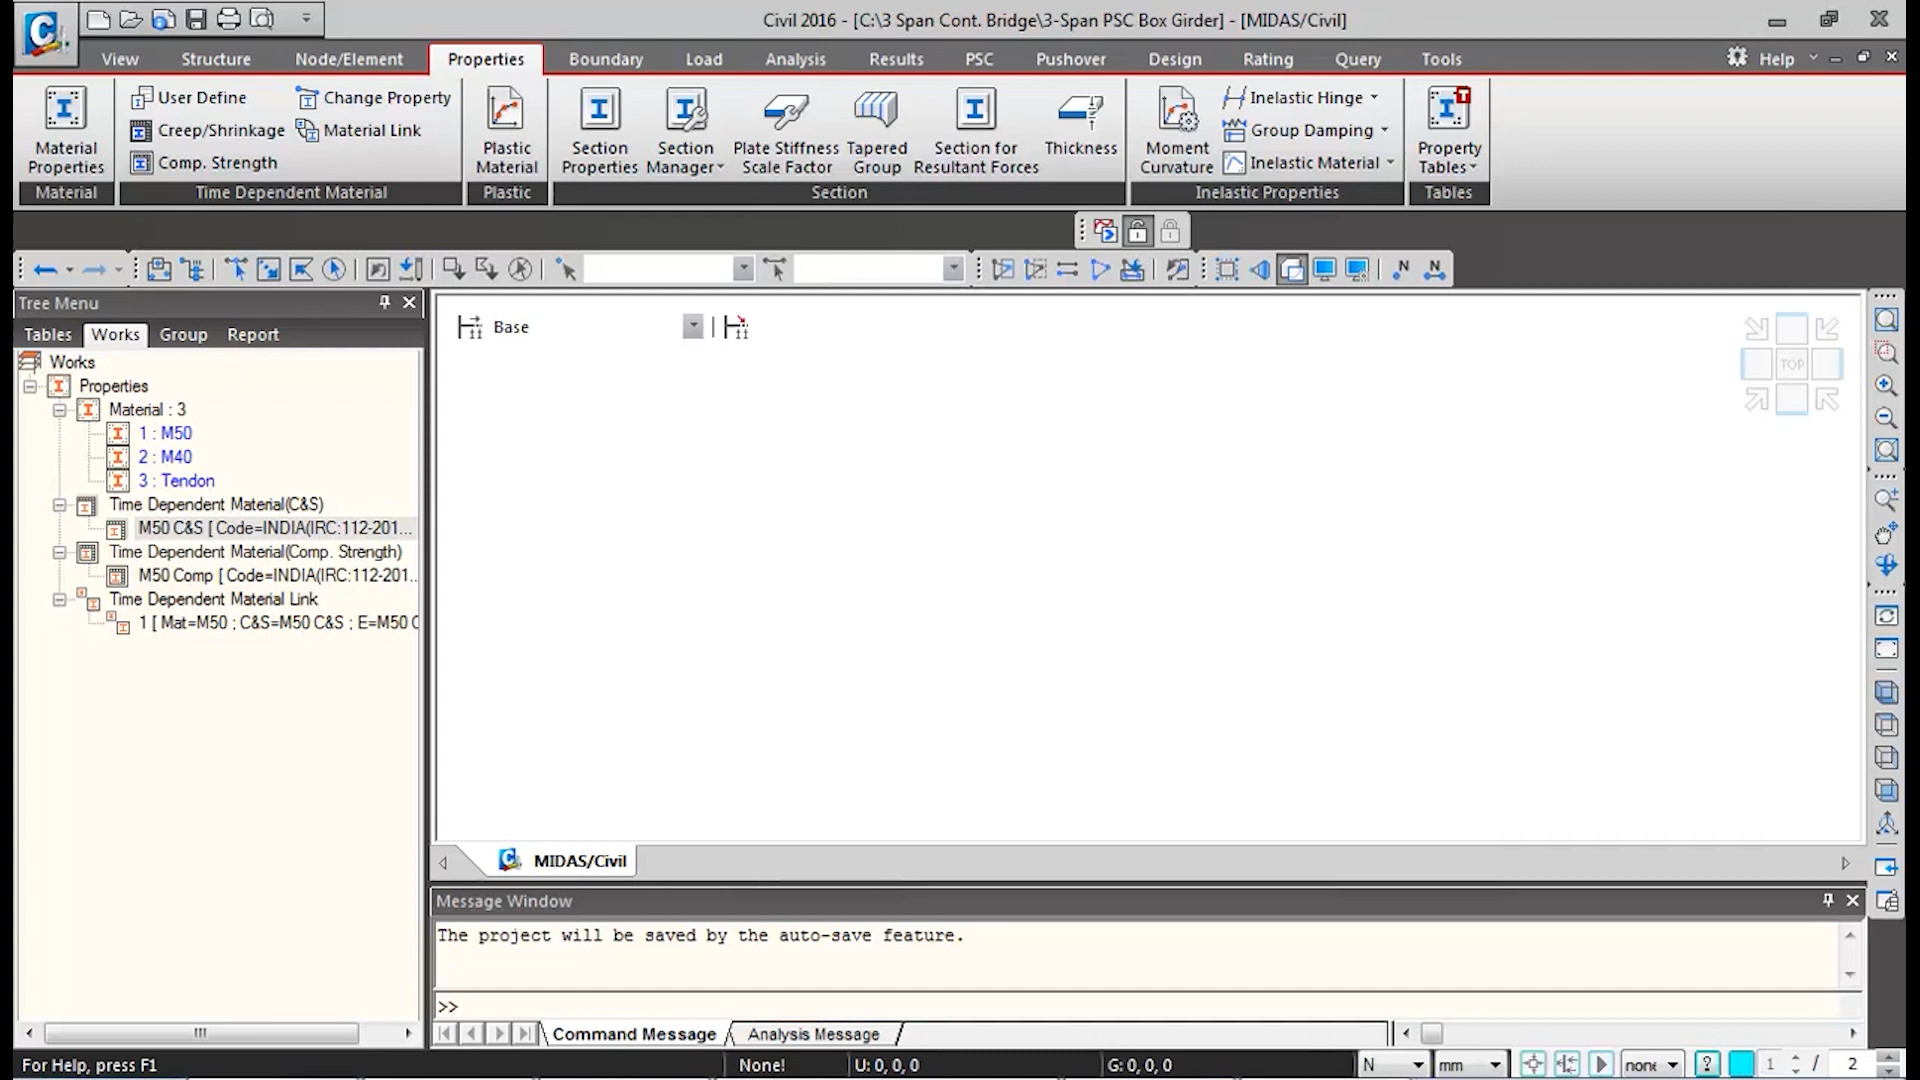 Civil 2016 - [C:\3 Span Cont. Bridge\3-Span PSC Box Girder] - [MIDAS/Civil]
View Structure Node/Element Properties Boundary Load Analysis Results PSC Pushover Design Rating Query Tools Help
Material Properties
User Define
Creep/Shrinkage
Comp. Strength
Change Property
Material Link
Plastic Material
Section Properties
Section Manager
Plate Stiffness Scale Factor
Tapered Group
Section for Resultant Forces
Thickness
Moment Curvature
Inelastic Hinge
Group Damping
Inelastic Material
Property Tables
Material Time Dependent Material Plastic Section Inelastic Properties Tables
Tree Menu
Tables Works Group Report
Works
Properties
Material : 3
1 : M50
2 : M40
3 : Tendon
Time Dependent Material(C&S)
M50 C&S [ Code=INDIA(IRC:112-201...
Time Dependent Material(Comp. Strength)
M50 Comp [ Code=INDIA(IRC:112-201...
Time Dependent Material Link
1 [ Mat=M50 ; C&S=M50 C&S ; E=M50 C
Base
TOP
MIDAS/Civil
Message Window
The project will be saved by the auto-save feature.
>>
Command Message Analysis Message
For Help, press F1 None! U: 0, 0, 0 G: 0, 0, 0 N mm none 1 / 2